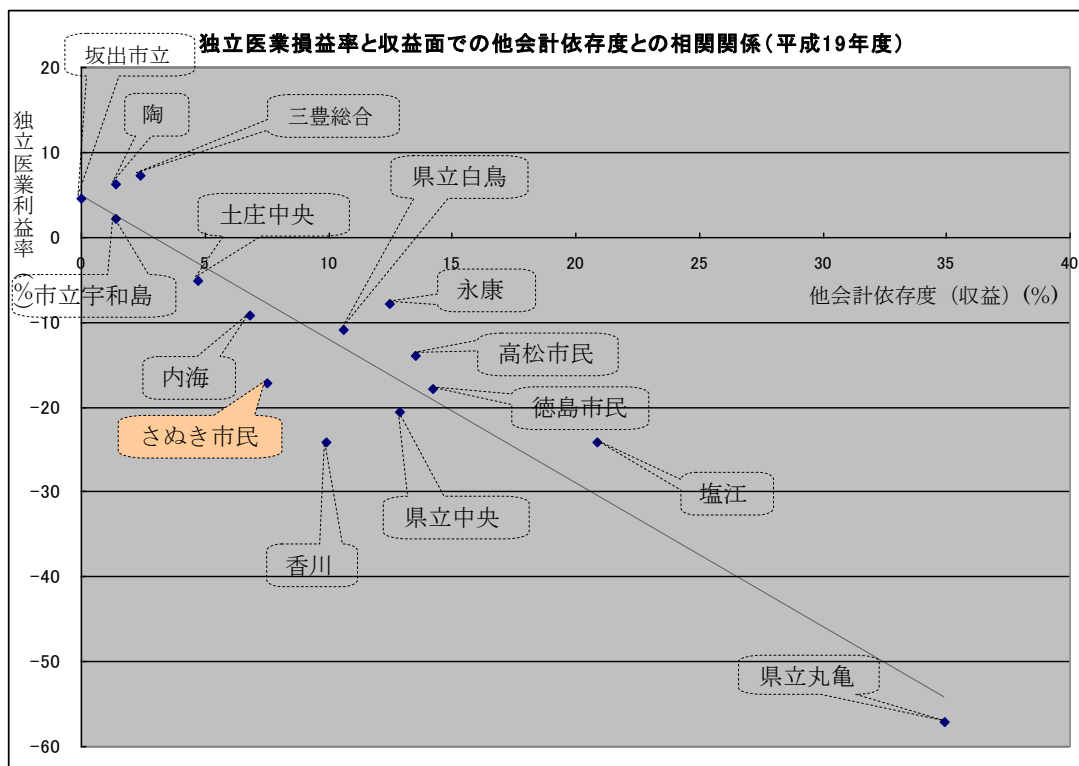 独立医業損益率と収益面での他会計依存度との相関関係（平成19年度）
独立医業利益率（%）
20
10
0
-10
-20
-30
-40
-50
-60
0
5
10
15
20
25
30
35
40
他会計依存度（収益）(%)
坂出市立
陶
三豊総合
県立白鳥
土庄中央
市立宇和島
永康
内海
高松市民
徳島市民
さぬき市民
塩江
県立中央
香川
県立丸亀